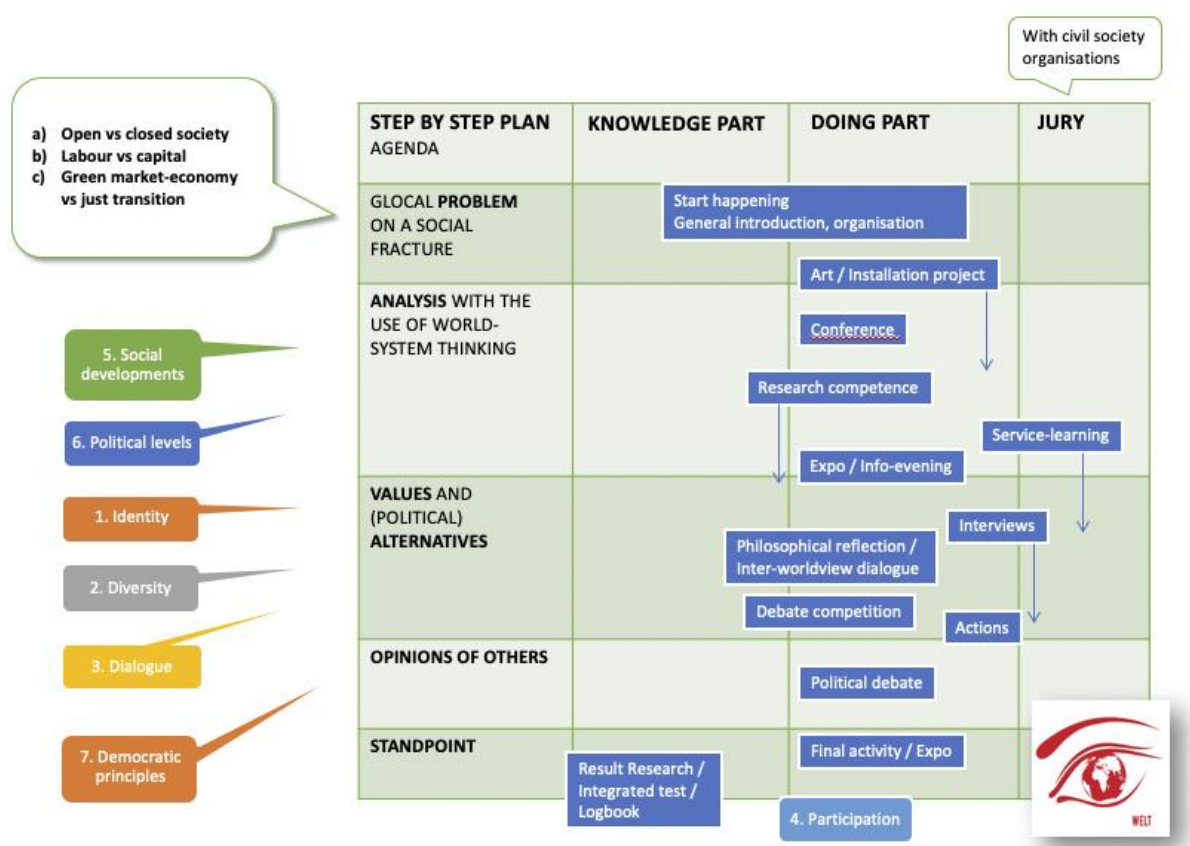 With civil society
organisations
a) Open vs closed society
b) Labour vs capital
c) Green market-economy
vs just transition
STEP BY STEP PLAN
AGENDA
KNOWLEDGE PART
DOING PART
JURY
GLOCAL PROBLEM
ON A SOCIAL
FRACTURE
Start happening
General introduction, organisation
Art / Installation project
ANALYSIS WITH THE
USE OF WORLD-
SYSTEM THINKING
Conference
5. Social
developments
Research competence
6. Political levels
Service-learning
Expo / Info-evening
VALUES AND
(POLITICAL)
ALTERNATIVES
1. Identity
Interviews
Philosophical reflection /
Inter-worldview dialogue
2. Diversity
Debate competition
Actions
OPINIONS OF OTHERS
3. Dialogue
Political debate
STANDPOINT
7. Democratic
principles
Final activity / Expo
Result Research /
Integrated test /
Logbook
4. Participation
WELT